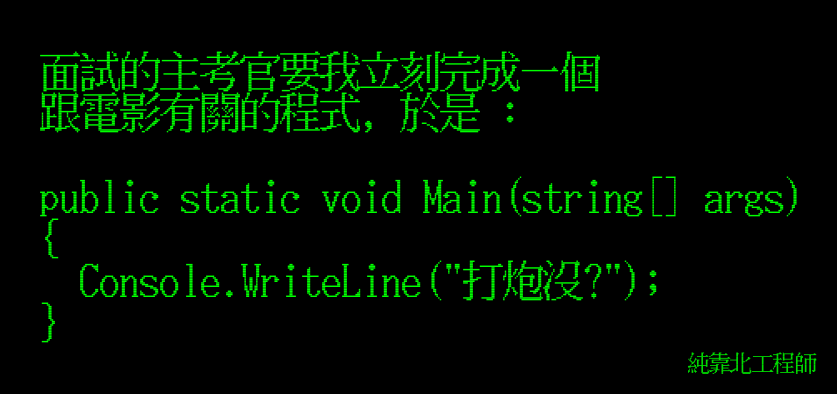 面試的主考官要我立刻完成一個
跟電影有關的程式, 於是 :
public static void Main(string[] args)
{
  Console.WriteLine("打炮沒?");
}
純靠北工程師